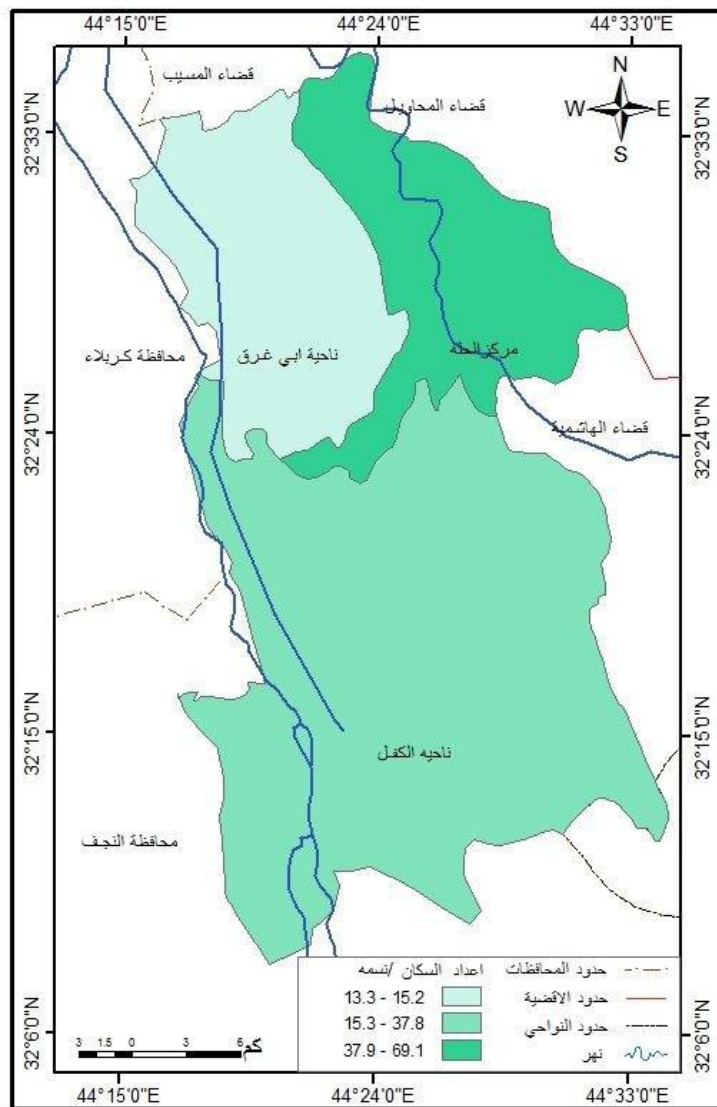 44°15'0"E 44°24'0"E 44°33'0"E
قضاء المسيب
قضاء المحاويل
N
W E
S
32°33'0"N 32°33'0"N
محافظة كربلاء
ناحية ابي غرق
مركز الحله
قضاء الهاشمية
32°24'0"N 32°24'0"N
32°15'0"N 32°15'0"N
ناحيه الكفل
محافظة النجف
اعداد السكان /نسمه
13.3 - 15.2
15.3 - 37.8
37.9 - 69.1
حدود المحافظات
حدود الاقضية
حدود النواحي
نهر
3 1.5 0 3 6
كم
32°6'0"N 32°6'0"N
44°15'0"E 44°24'0"E 44°33'0"E